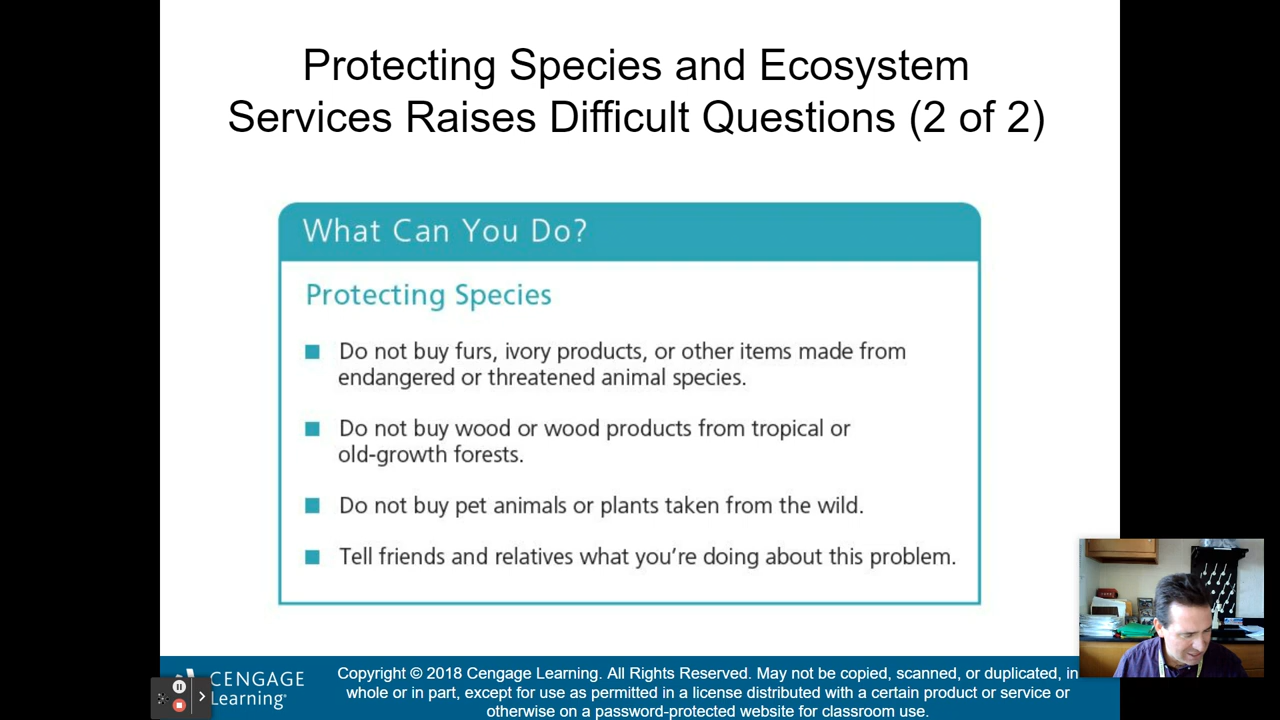 Protecting Species and Ecosystem
Services Raises Difficult Questions (2 of 2)
What Can You Do?
Protecting Species
Do not buy furs, ivory products, or other items made from
endangered or threatened animal species.
Do not buy wood or wood products from tropical or
old-growth forests.
Do not buy pet animals or plants taken from the wild.
Tell friends and relatives what you’re doing about this problem.
CENGAGE
Learning®
Copyright © 2018 Cengage Learning. All Rights Reserved. May not be copied, scanned, or duplicated, in
whole or in part, except for use as permitted in a license distributed with a certain product or service or
otherwise on a password-protected website for classroom use.